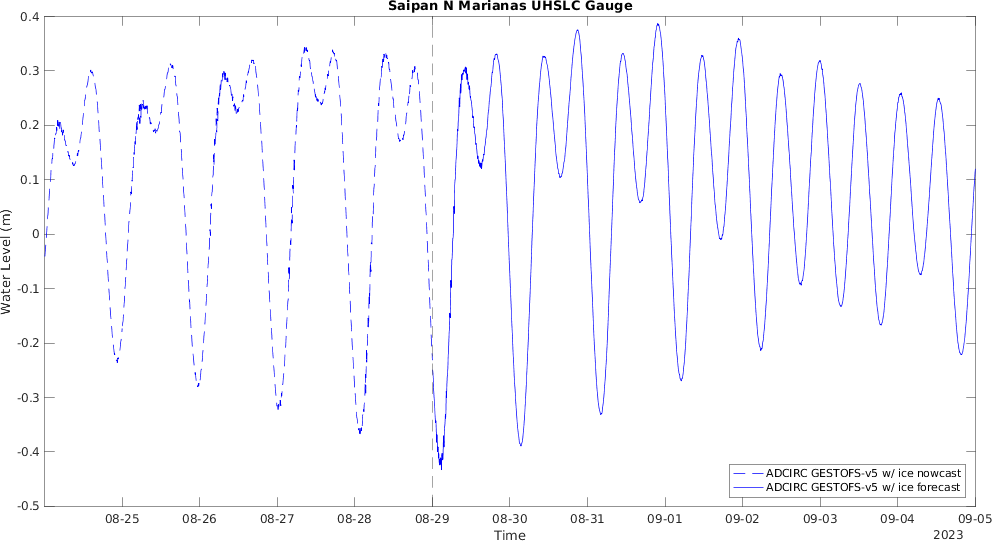 Saipan N Marianas UHSLC Gauge
0.4
0.3
0.2
0.1
0
-0.1
-0.2
-0.3
-0.4
-0.5
Water Level (m)
ADCIRC GESTOFS-v5 w/ ice nowcast
ADCIRC GESTOFS-v5 w/ ice forecast
08-25 08-26 08-27 08-28 08-29 08-30 08-31 09-01 09-02 09-03 09-04 09-05
Time
2023